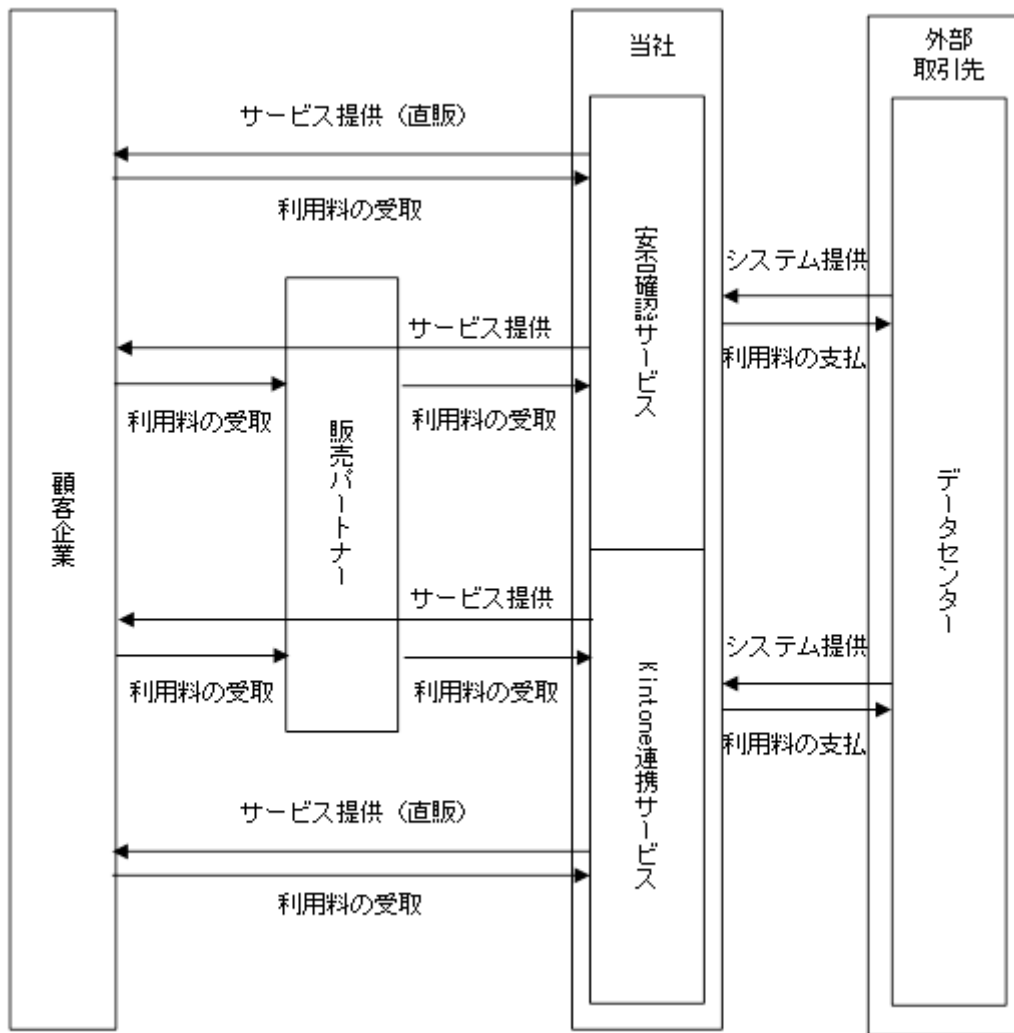 当社
外部
取引先
サービス提供（直販）
利用料の受取
安否確認サービス
システム提供
サービス提供
利用料の支払
利用料の受取
利用料の受取
販売パートナー
顧客企業
データセンター
サービス提供
システム提供
利用料の受取
利用料の受取
Kintone連携サービス
利用料の支払
サービス提供（直販）
利用料の受取